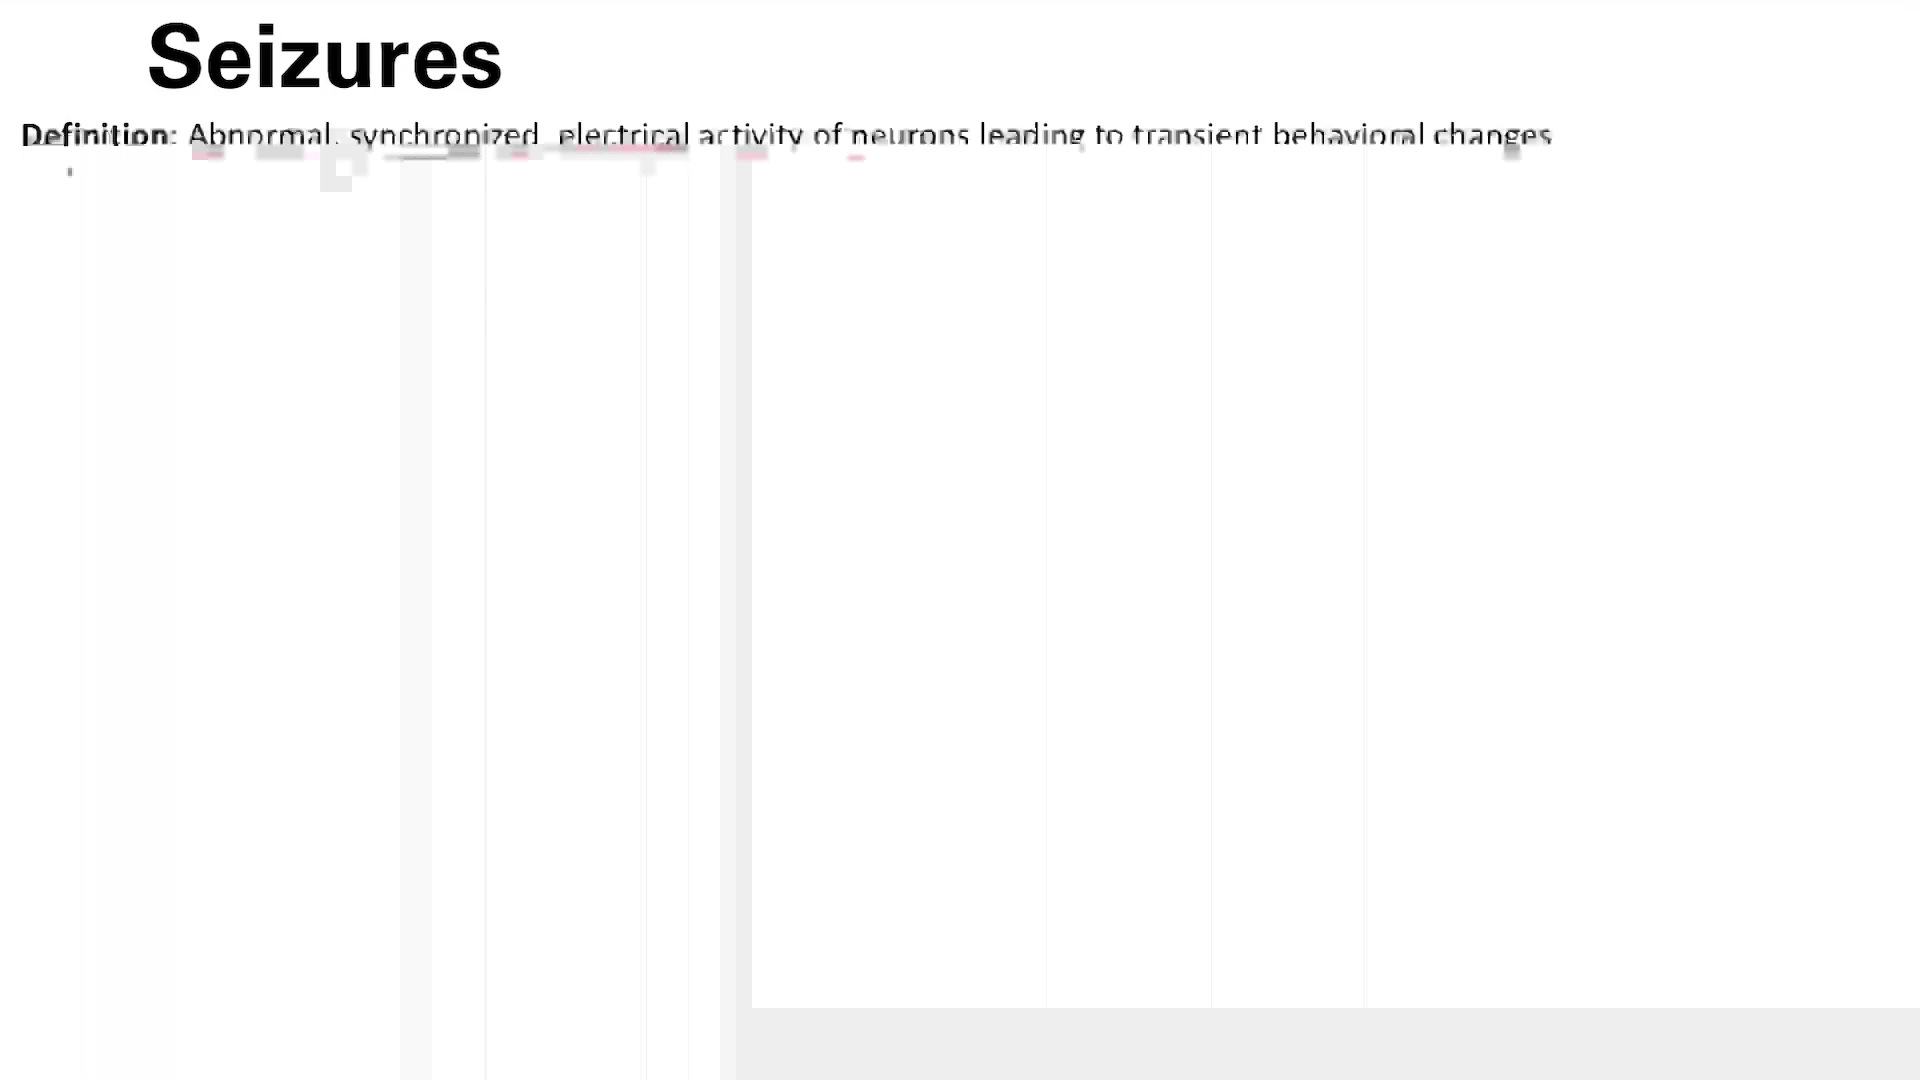 Seizures
Definition: Abnormal, synchronized, electrical activity of neurons leading to transient behavioral changes